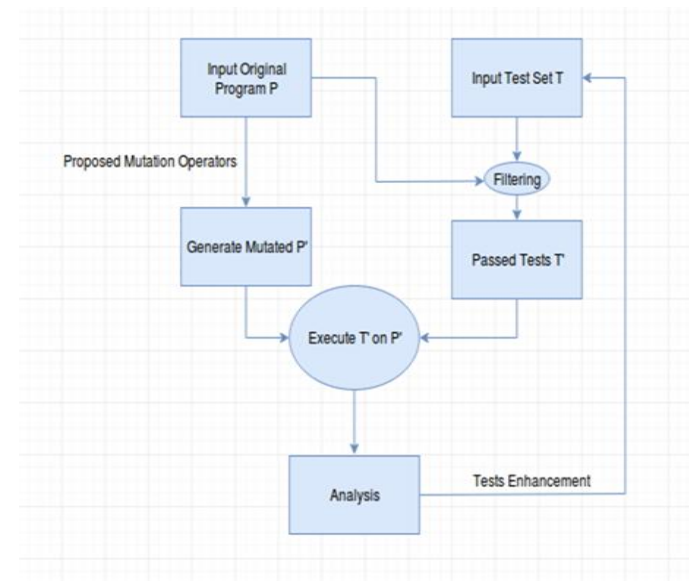 Input Original
Program P
Input Test Set T
Proposed Mutation Operators
Filtering
Generate Mutated P'
Passed Tests T'
Execute T' on P'
Analysis
Tests Enhancement